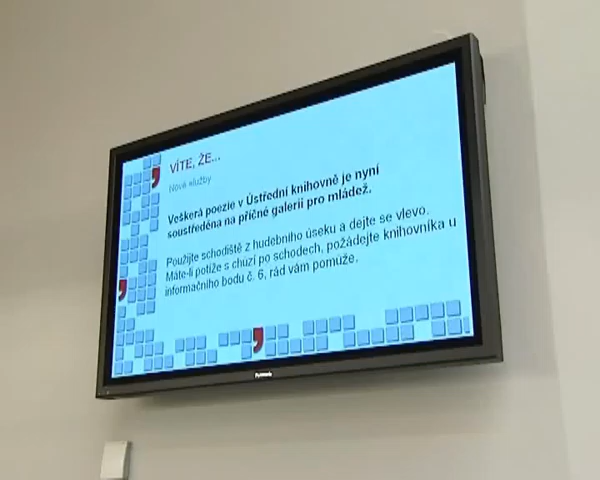 VÍTE, ŽE...
Nové služby
Veškerá poezie v Ústřední knihovně je nyní
soustředěna na příčné galerii pro mládež.
Použijte schodiště z hudebního úseku a dejte se vlevo.
Máte-li potíže s chůzí po schodech, požádejte knihovníka u
informačního bodu č. 6, rád vám pomůže.
Panasonic